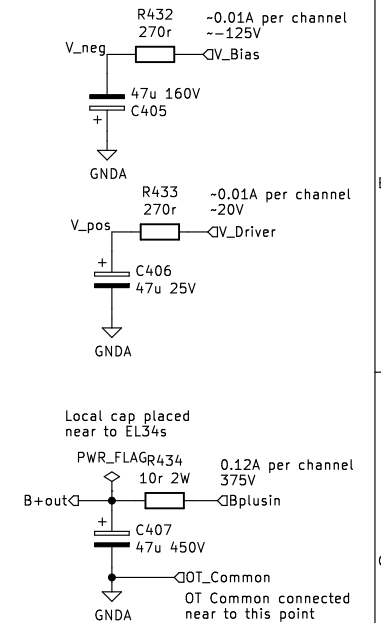 R432
270r
~0.01A per channel
~-125V
V_neg
V_Bias
47u 160V
C405
+
GNDA
R433
270r
~0.01A per channel
~20V
V_pos
V_Driver
+
C406
47u 25V
GNDA
Local cap placed
near to EL34s
PWR_FLAG
R434
10r 2W
0.12A per channel
375V
B+out
Bplusin
+
C407
47u 450V
OT_Common
GNDA
OT Common connected
near to this point